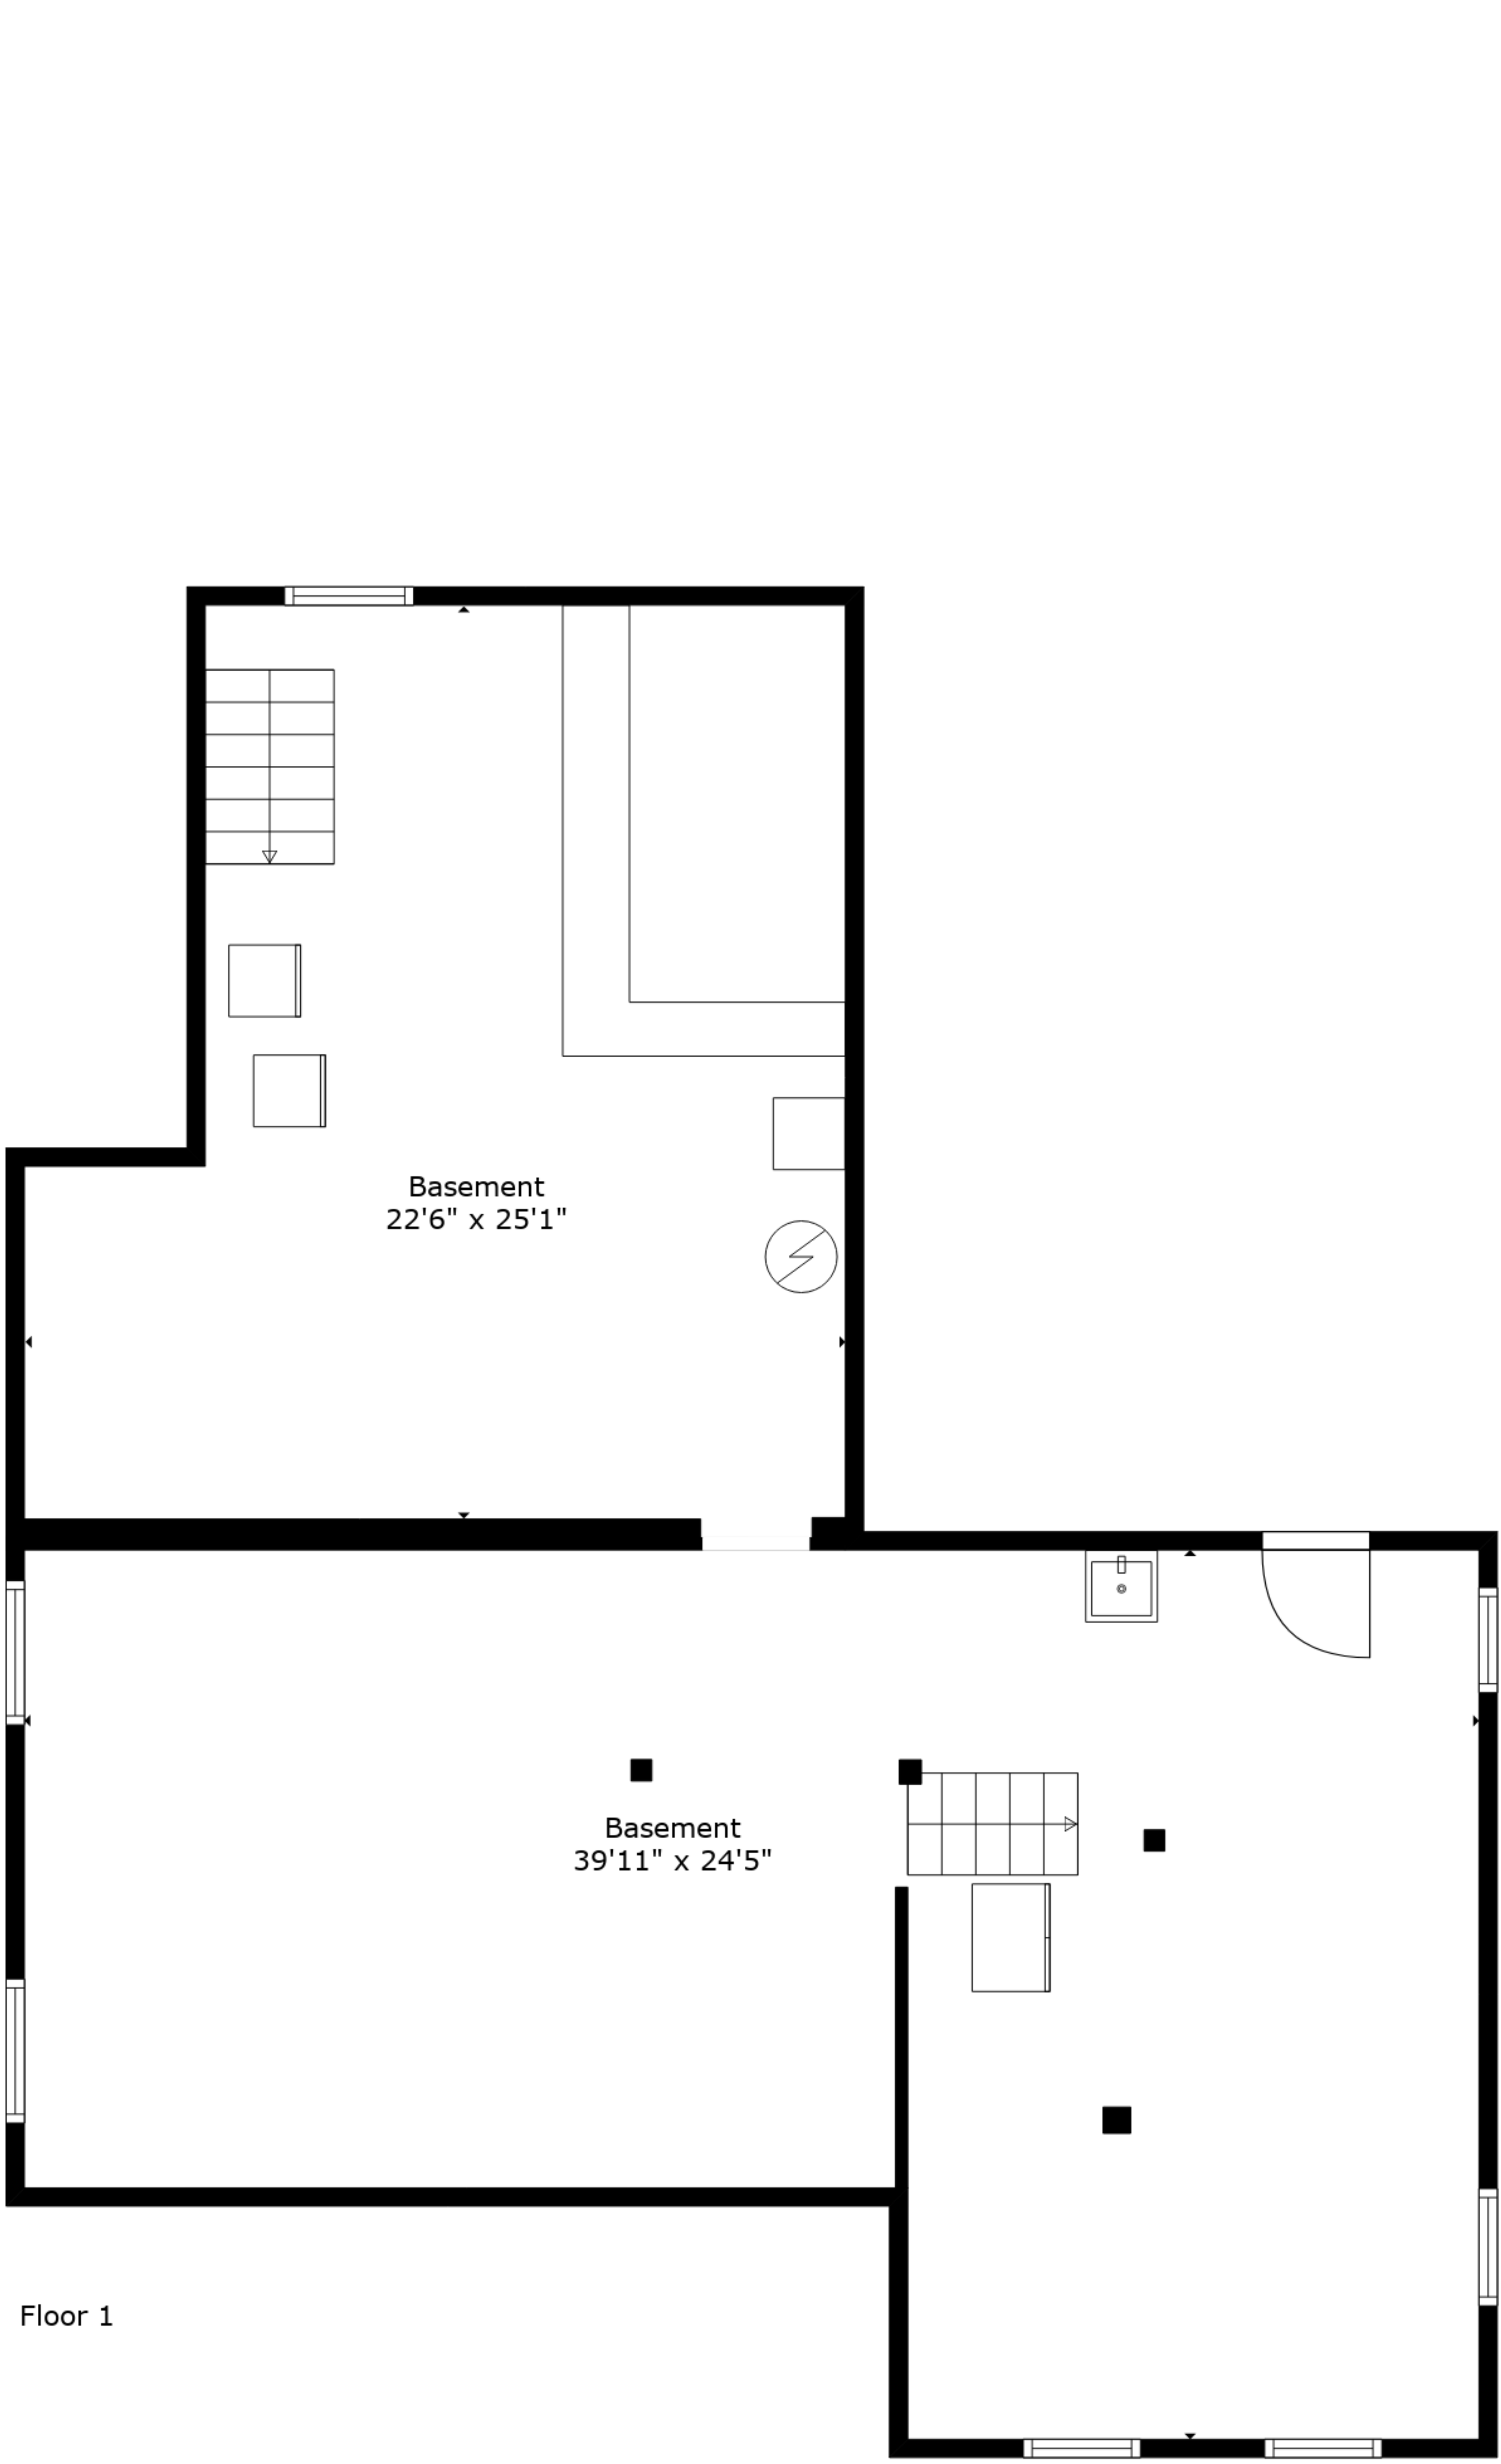 Basement
22'6" x 25'1"
Basement
39'11" x 24'5"
Floor 1